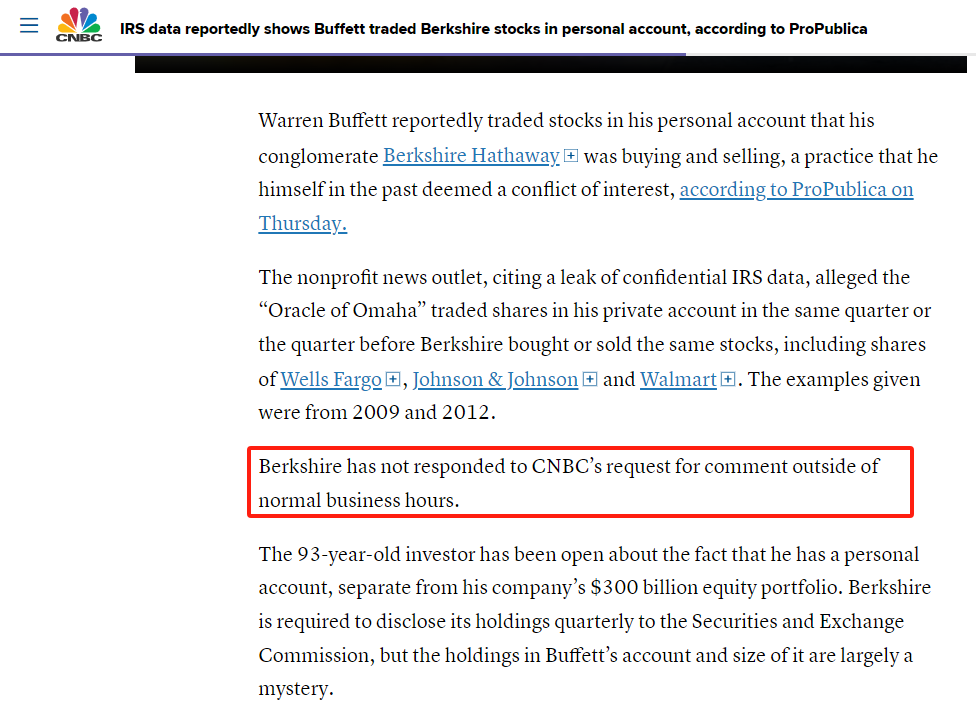 CNBC
IRS data reportedly shows Buffett traded Berkshire stocks in personal account, according to ProPublica
Warren Buffett reportedly traded stocks in his personal account that his
conglomerate Berkshire Hathaway was buying and selling, a practice that he
himself in the past deemed a conflict of interest, according to ProPublica on
Thursday.
The nonprofit news outlet, citing a leak of confidential IRS data, alleged the
“Oracle of Omaha” traded shares in his private account in the same quarter or
the quarter before Berkshire bought or sold the same stocks, including shares
of Wells Fargo, Johnson & Johnson and Walmart. The examples given
were from 2009 and 2012.
Berkshire has not responded to CNBC’s request for comment outside of
normal business hours.
The 93-year-old investor has been open about the fact that he has a personal
account, separate from his company’s $300 billion equity portfolio. Berkshire
is required to disclose its holdings quarterly to the Securities and Exchange
Commission, but the holdings in Buffett’s account and size of it are largely a
mystery.